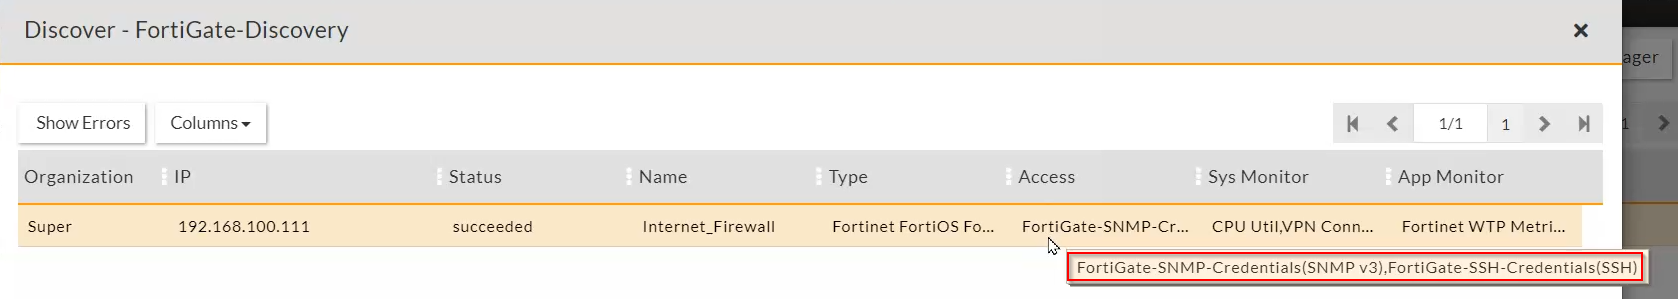 Discover - FortiGate-Discovery
ager
Show Errors
Columns
1/1
1
1
Organization IP Status Name Type Access Sys Monitor App Monitor
Super 192.168.100.111 succeeded Internet_Firewall Fortinet FortiOS Fo... FortiGate-SNMP-Cr... CPU Util,VPN Conn... Fortinet WTP Metri...
FortiGate-SNMP-Credentials(SNMP v3),FortiGate-SSH-Credentials(SSH)